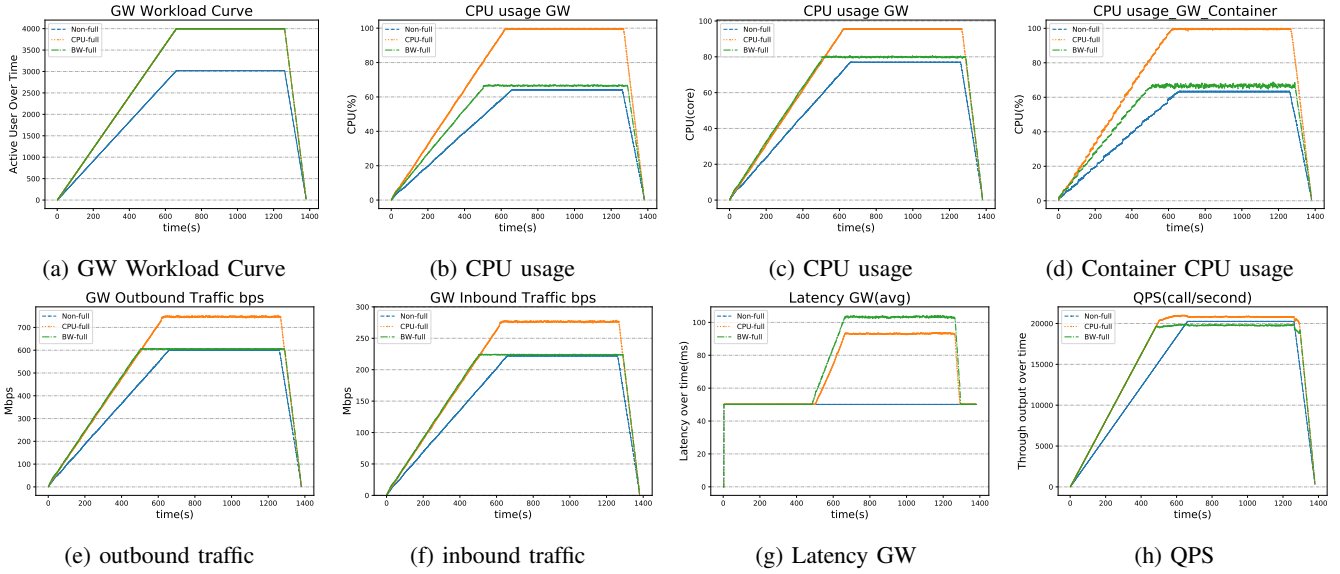 GW Workload Curve
Active User Over Time
4000
3500
3000
2500
2000
1500
1000
500
0
Non-full
CPU-full
BW-full
0 200 400 600 800 1000 1200 1400
time(s)
(a) GW Workload Curve
CPU usage GW
CPU(%)
100
80
60
40
20
0
Non-full
CPU-full
BW-full
0 200 400 600 800 1000 1200 1400
time(s)
(b) CPU usage
CPU usage GW
CPU(core)
100
80
60
40
20
0
Non-full
CPU-full
BW-full
0 200 400 600 800 1000 1200 1400
time(s)
(c) CPU usage
CPU usage_GW_Container
CPU(%)
100
80
60
40
20
0
Non-full
CPU-full
BW-full
0 200 400 600 800 1000 1200 1400
time(s)
(d) Container CPU usage
GW Outbound Traffic bps
Mbps
700
600
500
400
300
200
100
0
Non-full
CPU-full
BW-full
0 200 400 600 800 1000 1200 1400
time(s)
(e) outbound traffic
GW Inbound Traffic bps
Mbps
300
250
200
150
100
50
0
Non-full
CPU-full
BW-full
0 200 400 600 800 1000 1200 1400
time(s)
(f) inbound traffic
Latency GW(avg)
Latency over time(ms)
100
80
60
40
20
0
Non-full
CPU-full
BW-full
0 200 400 600 800 1000 1200 1400
time(s)
(g) Latency GW
QPS(call/second)
Through output over time
20000
15000
10000
5000
0
Non-full
CPU-full
BW-full
0 200 400 600 800 1000 1200 1400
time(s)
(h) QPS